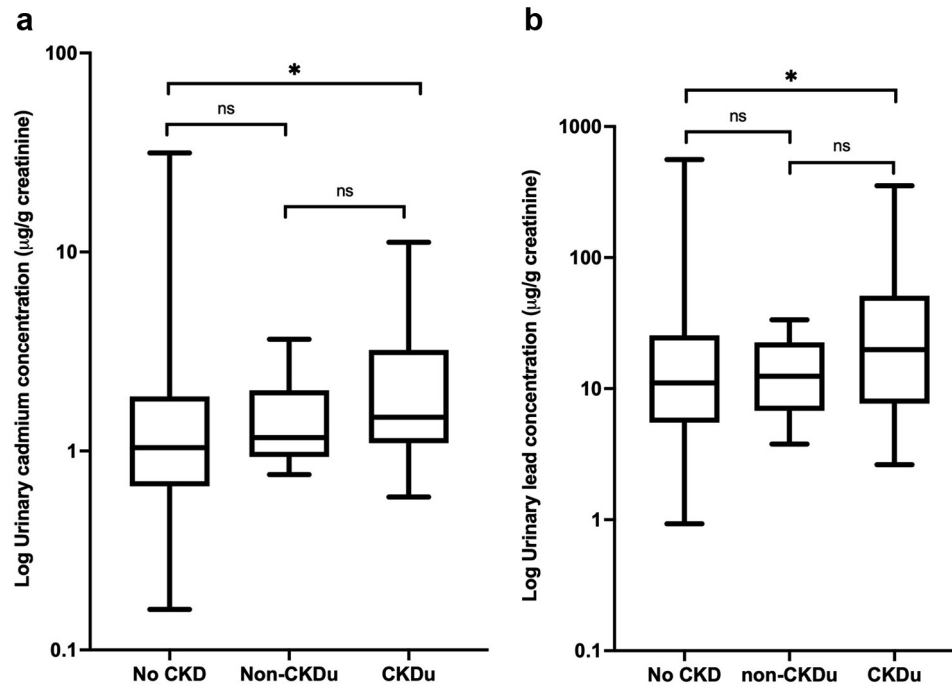 a
Log Urinary cadmium concentration (µg/g creatinine)
100
10
1
0.1
*
ns
ns
No CKD Non-CKDu CKDu
b
Log Urinary lead concentration (µg/g creatinine)
1000
100
10
1
0.1
*
ns
ns
No CKD non-CKDu CKDu